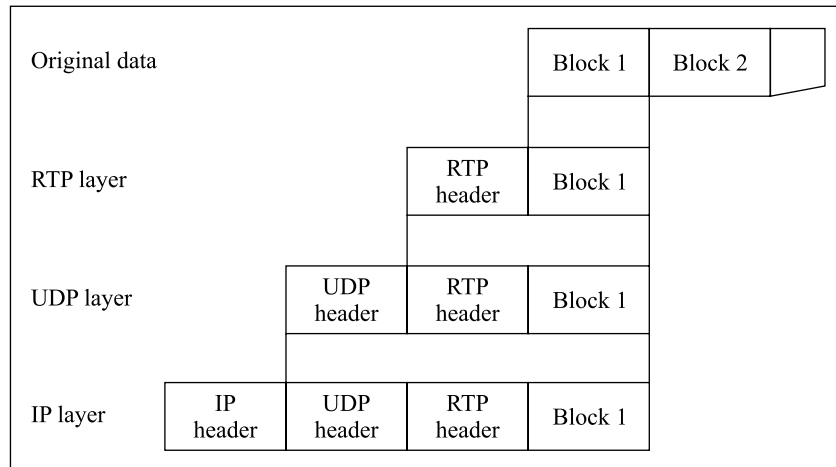 Original data
Block 1
Block 2
RTP layer
RTP
header
Block 1
UDP layer
UDP
header
RTP
header
Block 1
IP layer
IP
header
UDP
header
RTP
header
Block 1